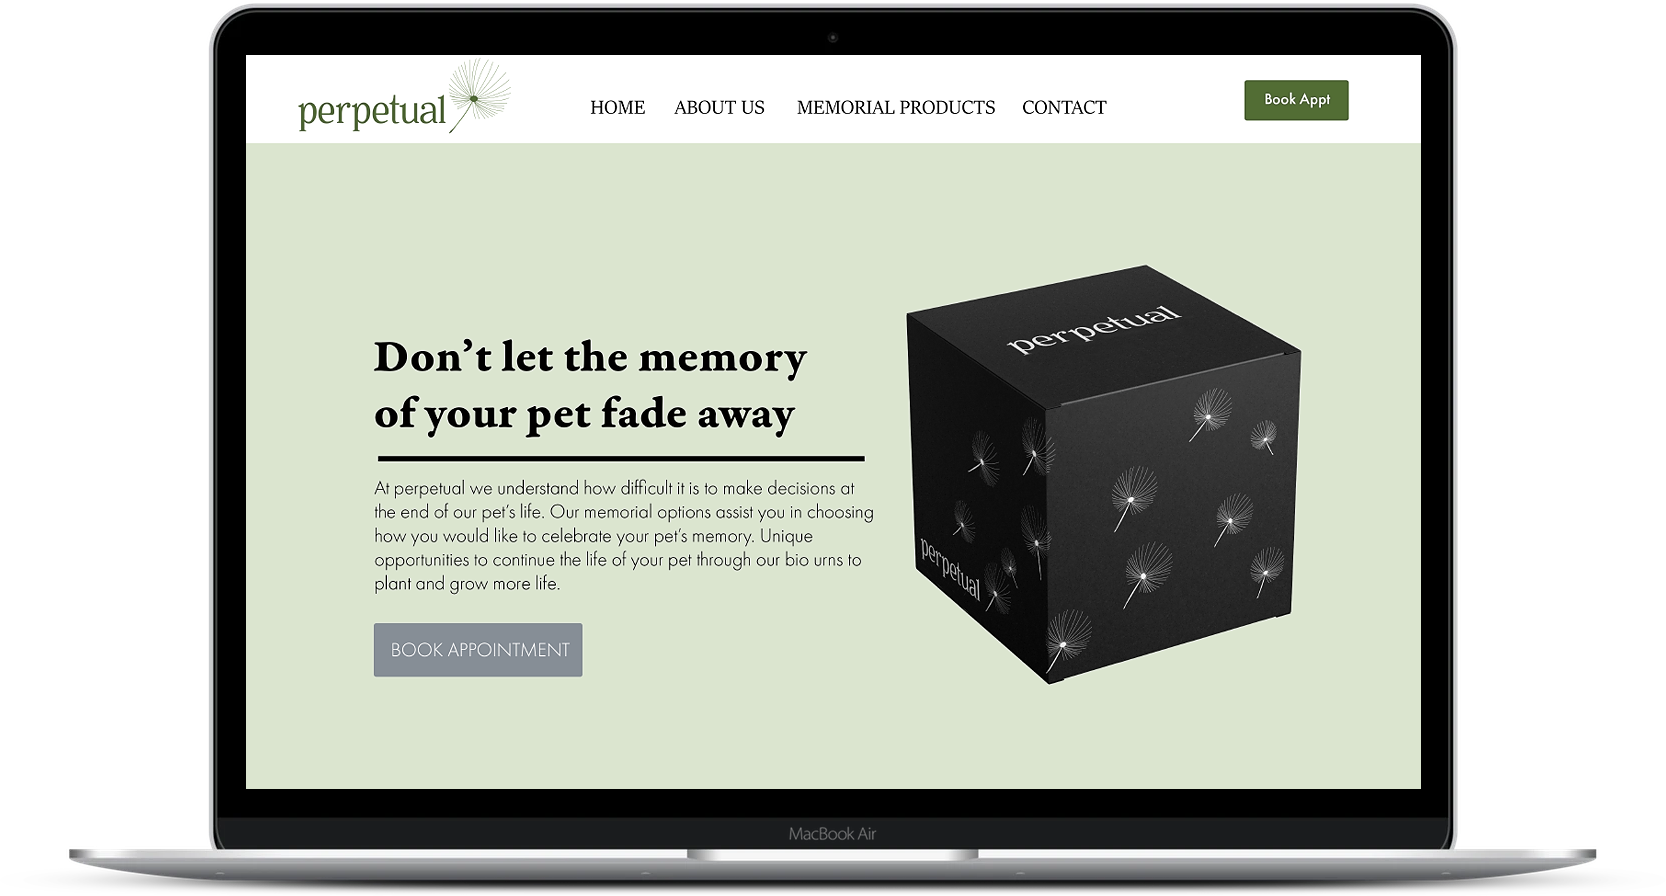 perpetual
HOME ABOUT US MEMORIAL PRODUCTS CONTACT
Book Appt
perpetual
Don’t let the memory
of your pet fade away
At perpetual we understand how difficult it is to make decisions at
the end of our pet’s life. Our memorial options assist you in choosing
how you would like to celebrate your pet’s memory. Unique
opportunities to continue the life of your pet through our bio urns to
plant and grow more life.
perpetual
BOOK APPOINTMENT
MacBook Air